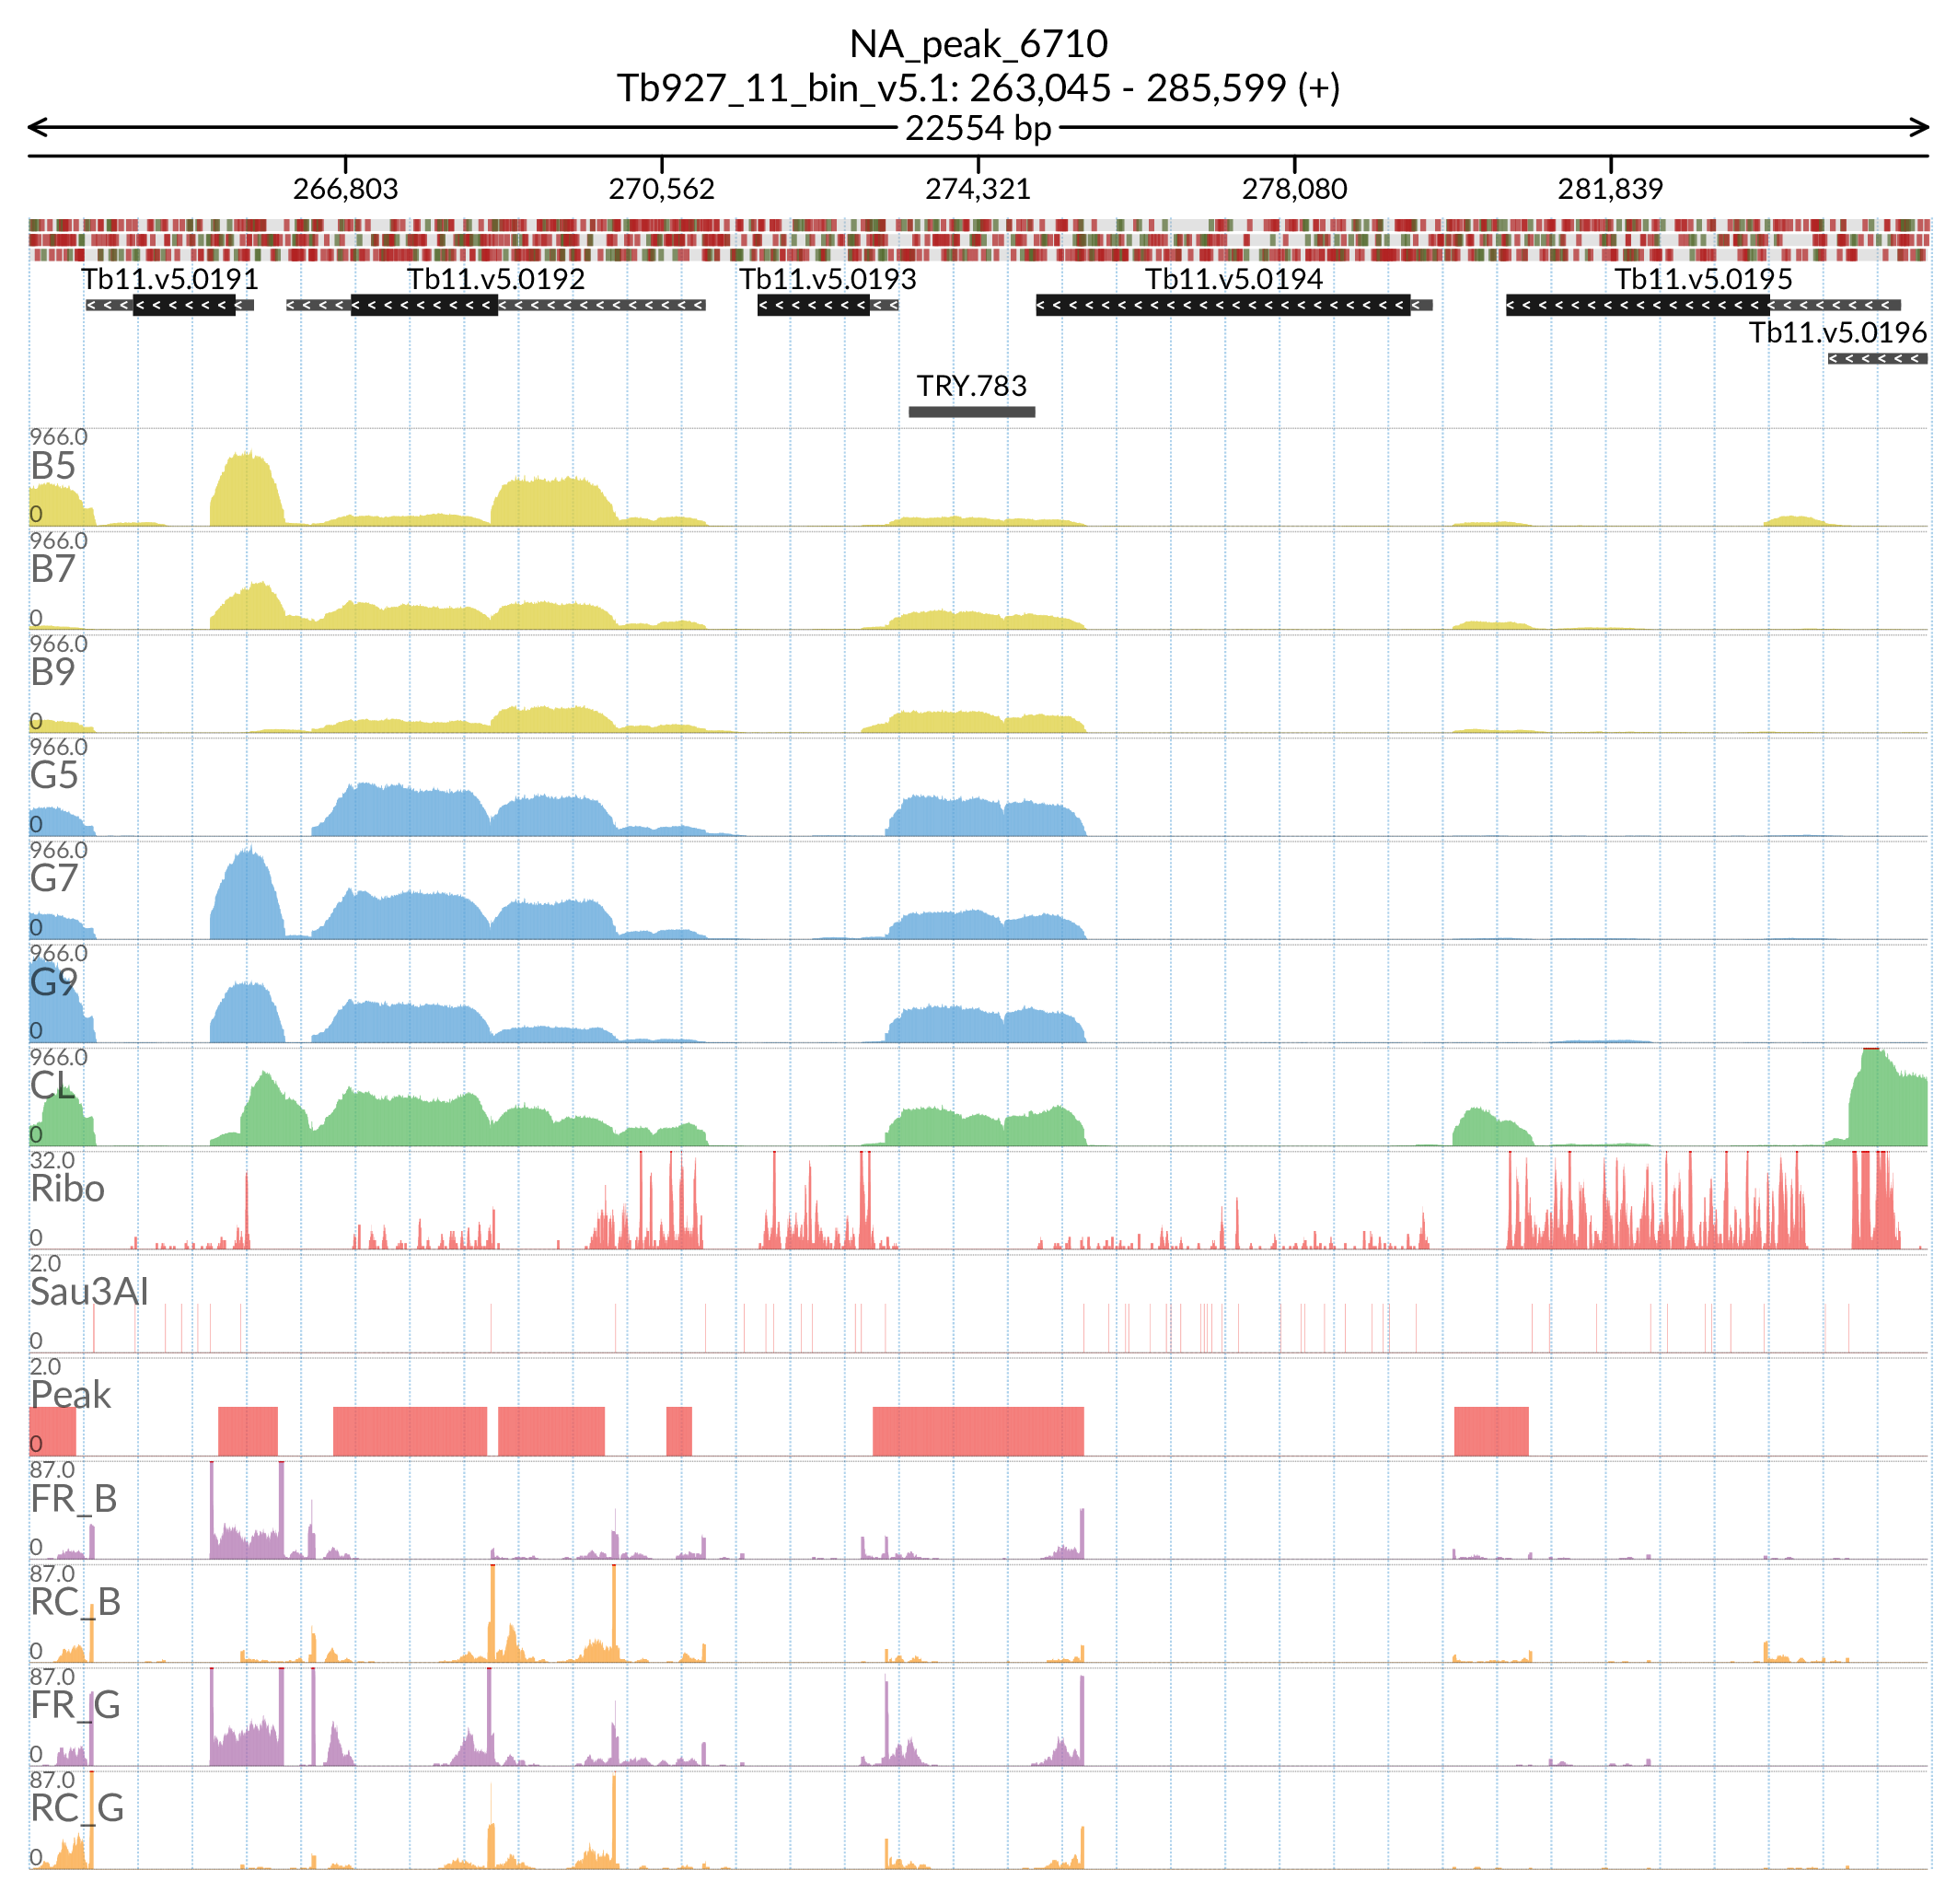 NA_peak_6710
Tb927_11_bin_v5.1: 263,045 - 285,599 (+)
22554 bp
266,803 270,562 274,321 278,080 281,839
Tb11.v5.0191 Tb11.v5.0192 Tb11.v5.0193 Tb11.v5.0194 Tb11.v5.0195
Tb11.v5.0196
TRY.783
966.0
B5
0
966.0
B7
0
966.0
B9
0
966.0
G5
0
966.0
G7
0
966.0
G9
0
966.0
CL
0
32.0
Ribo
0
2.0
Sau3AI
0
2.0
Peak
0
87.0
FR_B
0
87.0
RC_B
0
87.0
FR_G
0
87.0
RC_G
0